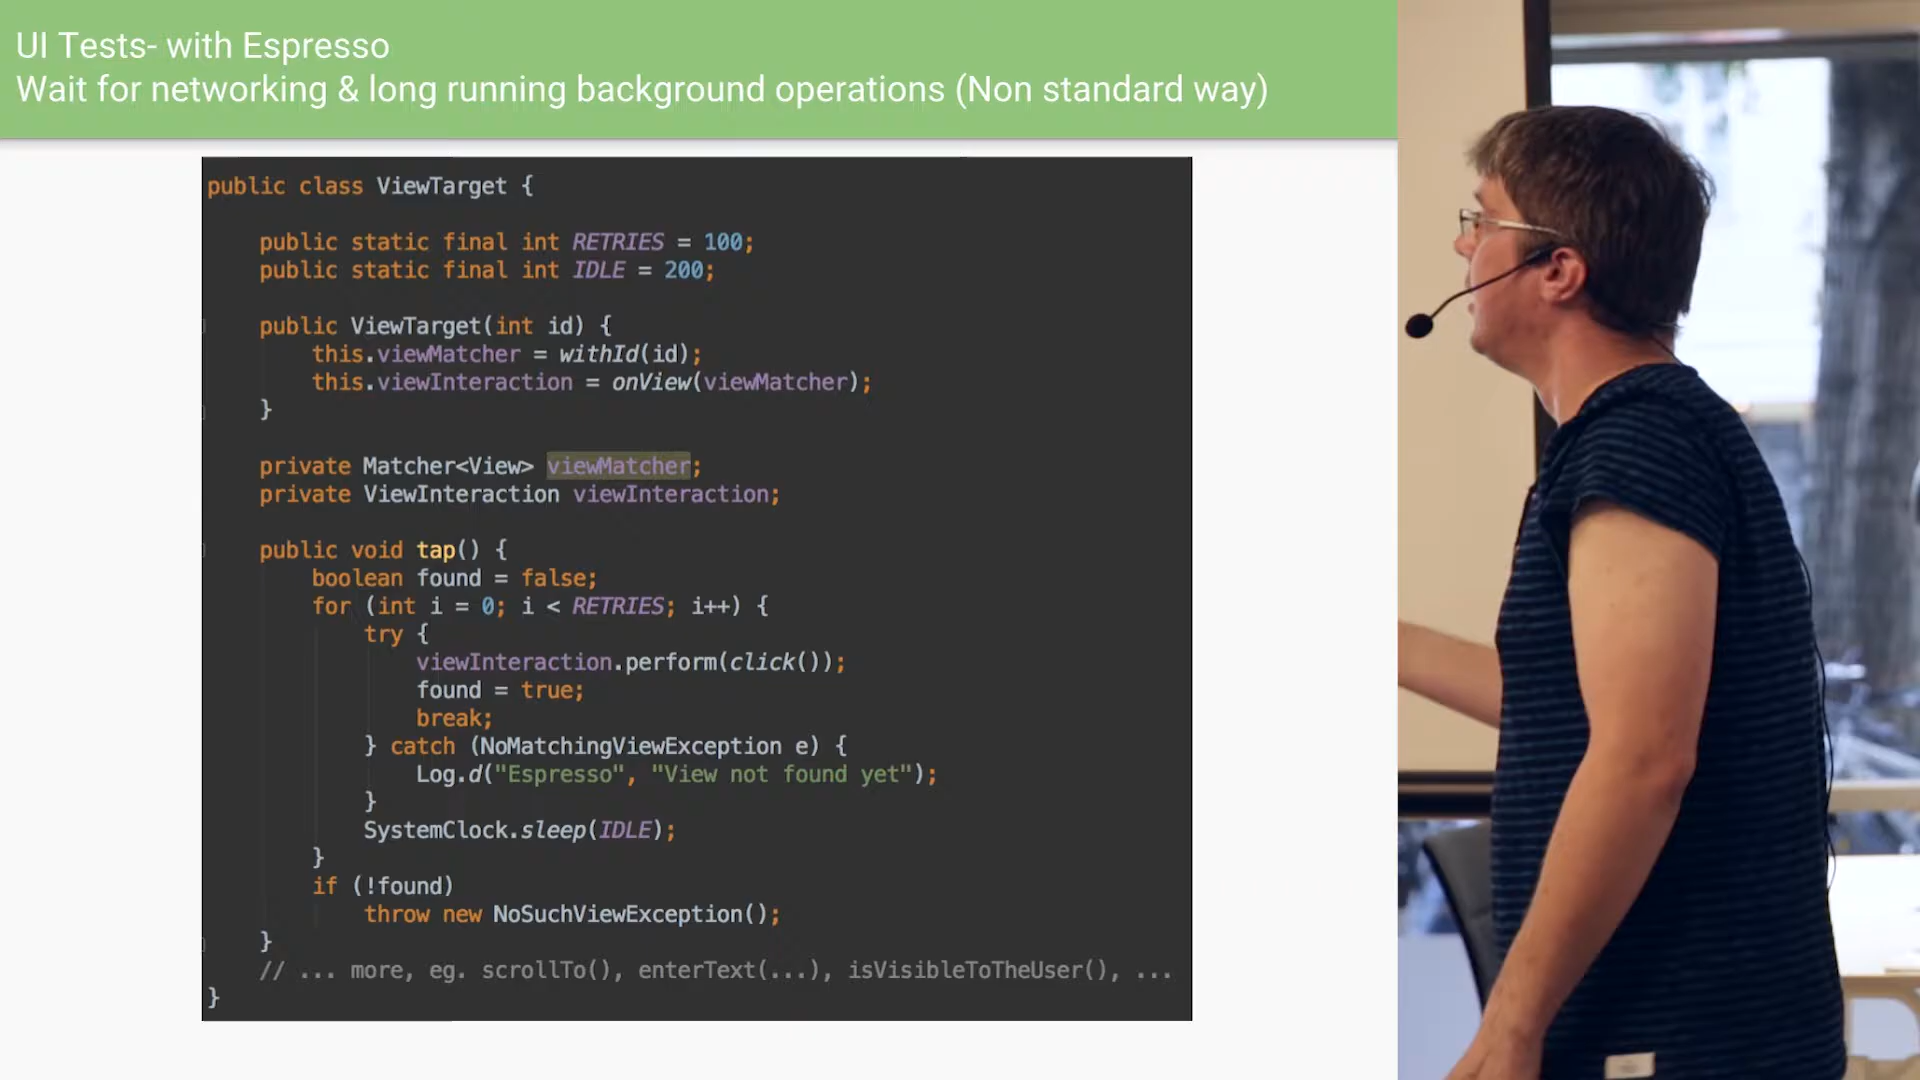 UI Tests- with Espresso
Wait for networking & long running background operations (Non standard way)
public class ViewTarget {
public static final int RETRIES = 100;
public static final int IDLE = 200;
public ViewTarget(int id) {
this.viewMatcher = withId(id);
this.viewInteraction = onView(viewMatcher);
}
private Matcher<View> viewMatcher;
private ViewInteraction viewInteraction;
public void tap() {
boolean found = false;
for (int i = 0; i < RETRIES; i++) {
try {
viewInteraction.perform(click());
found = true;
break;
} catch (NoMatchingViewException e) {
Log.d("Espresso", "View not found yet");
}
SystemClock.sleep(IDLE);
}
if (!found)
throw new NoSuchViewException();
}
// ... more, eg. scrollTo(), enterText(...), isVisibleToTheUser(), ...
}